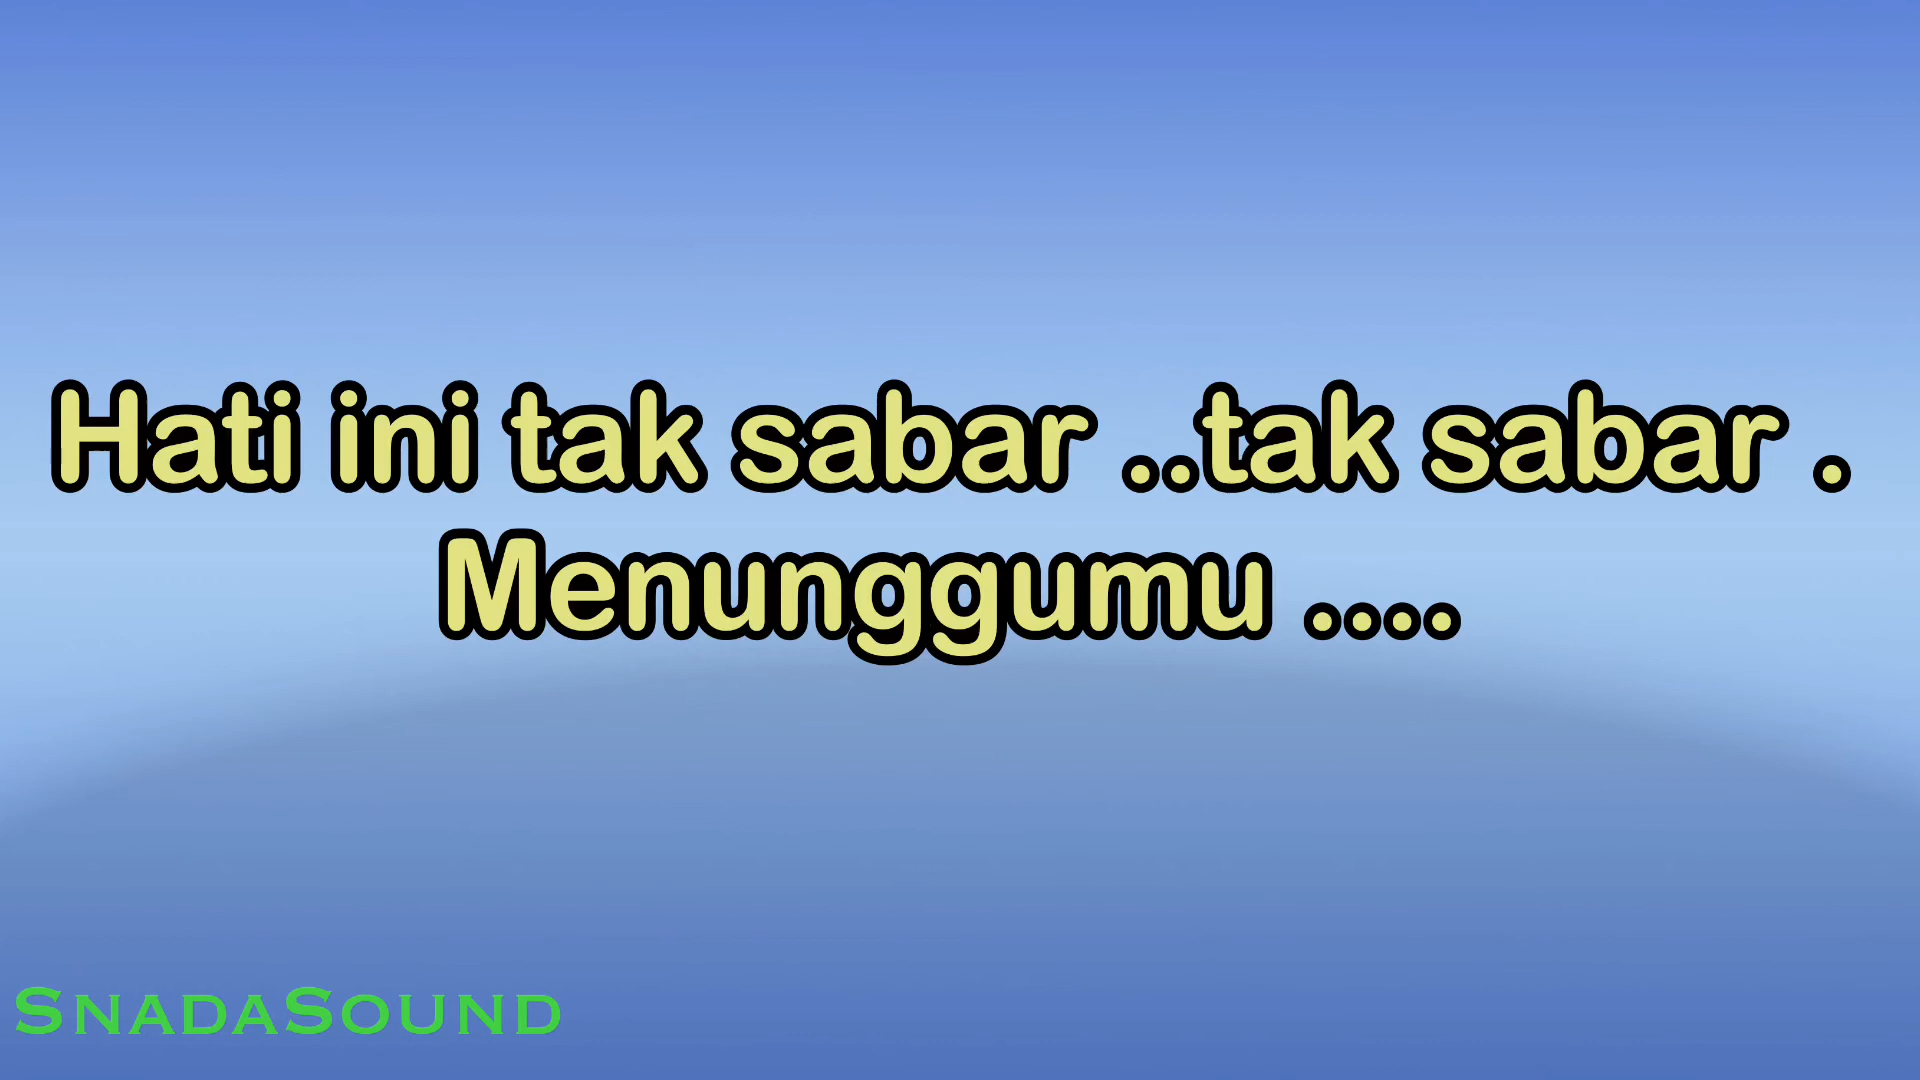 Hati ini tak sabar ..tak sabar .
Menunggumu ....
SnadaSound